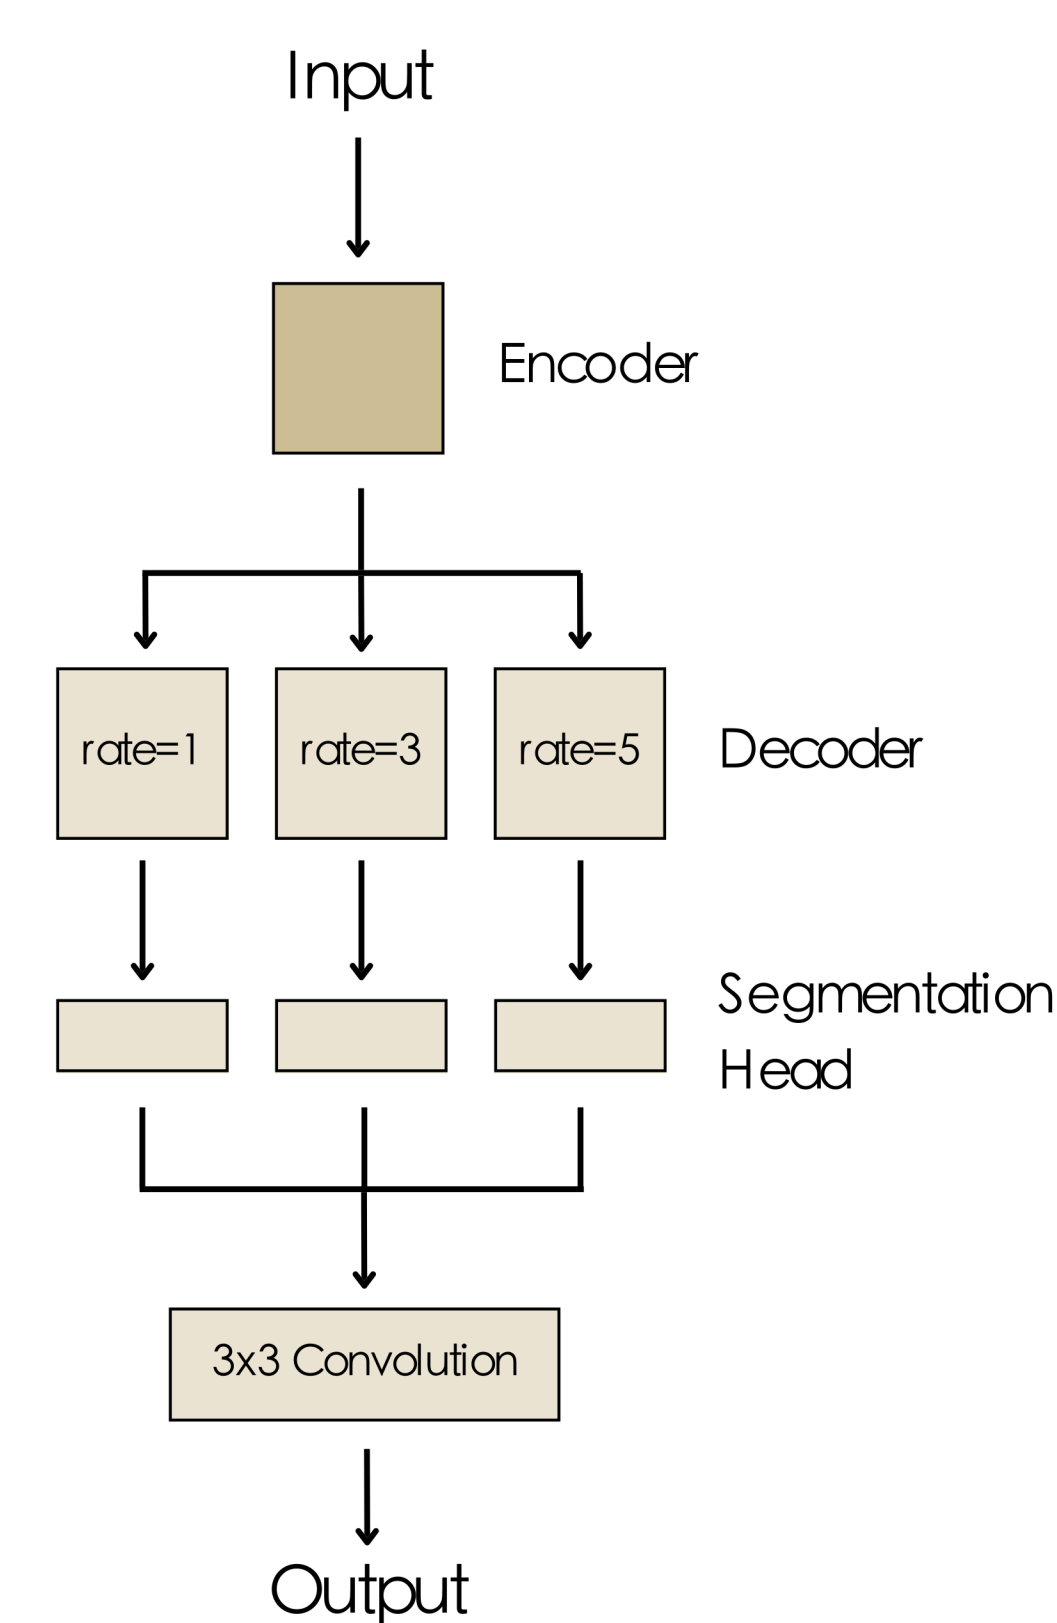 Input
Encoder
rate=1
rate=3
rate=5
Decoder
Segmentation
Head
3x3 Convolution
Output